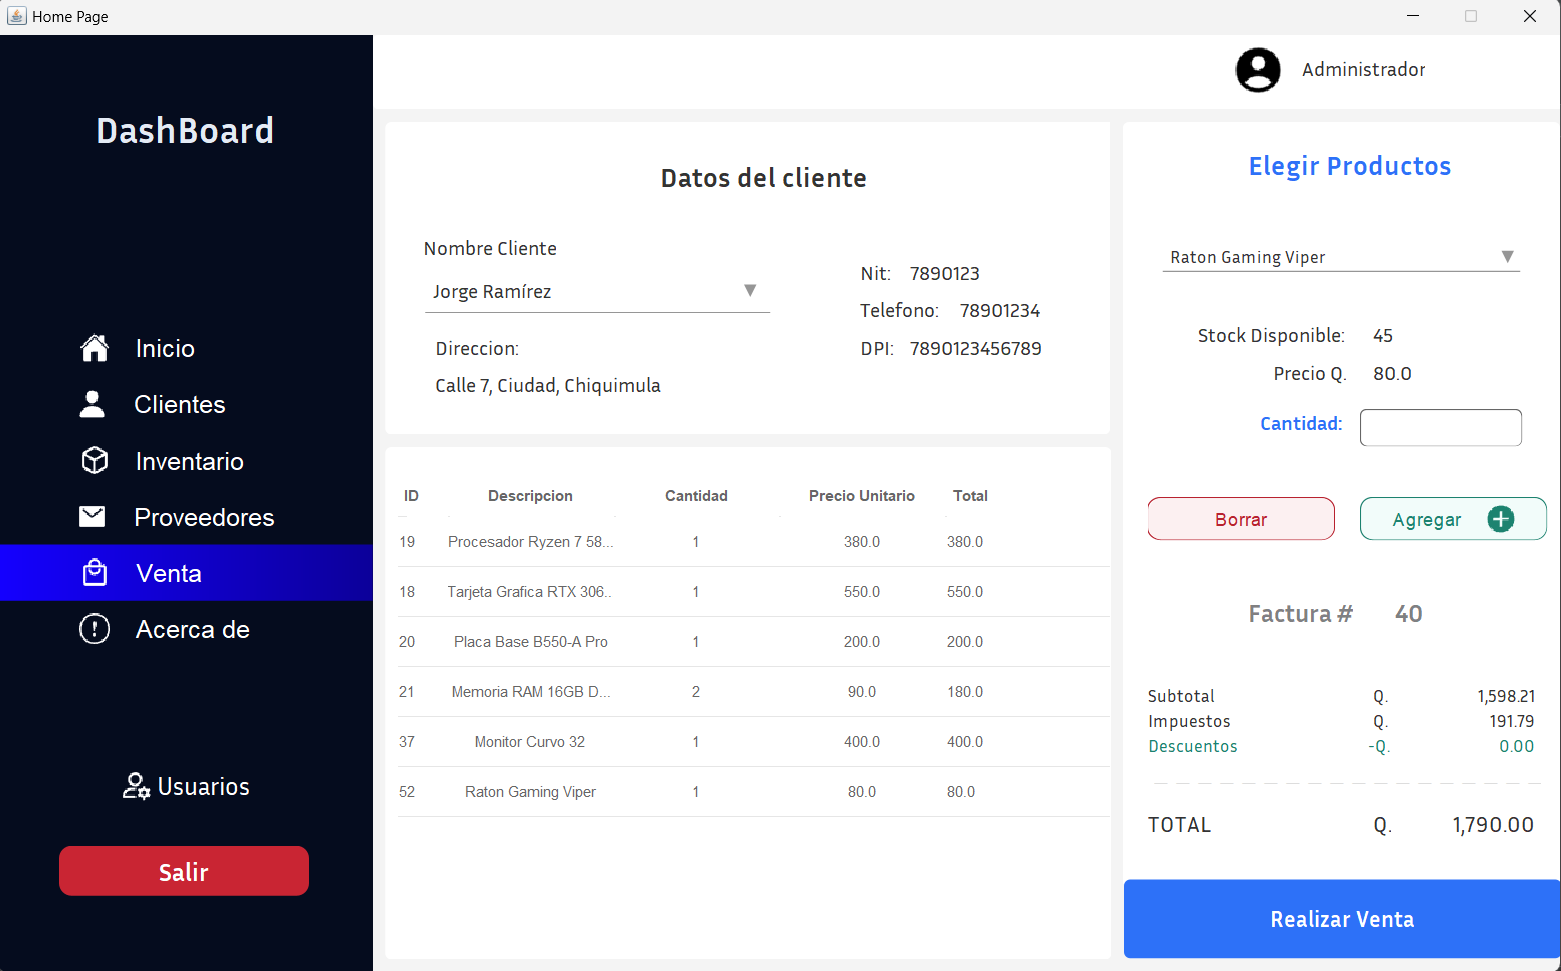 Home Page
Administrador
DashBoard
Inicio
Clientes
Inventario
Proveedores
Venta
Acerca de
Usuarios
Salir
Datos del cliente
Nombre Cliente
Jorge Ramírez
Direccion:
Calle 7, Ciudad, Chiquimula
Nit: 7890123
Telefono: 78901234
DPI: 7890123456789
ID Descripcion Cantidad Precio Unitario Total
19 Procesador Ryzen 7 58... 1 380.0 380.0
18 Tarjeta Grafica RTX 306.. 1 550.0 550.0
20 Placa Base B550-A Pro 1 200.0 200.0
21 Memoria RAM 16GB D... 2 90.0 180.0
37 Monitor Curvo 32 1 400.0 400.0
52 Raton Gaming Viper 1 80.0 80.0
Elegir Productos
Raton Gaming Viper
Stock Disponible: 45
Precio Q. 80.0
Cantidad:
Borrar Agregar
Factura # 40
Subtotal Q. 1,598.21
Impuestos Q. 191.79
Descuentos -Q. 0.00
TOTAL Q. 1,790.00
Realizar Venta